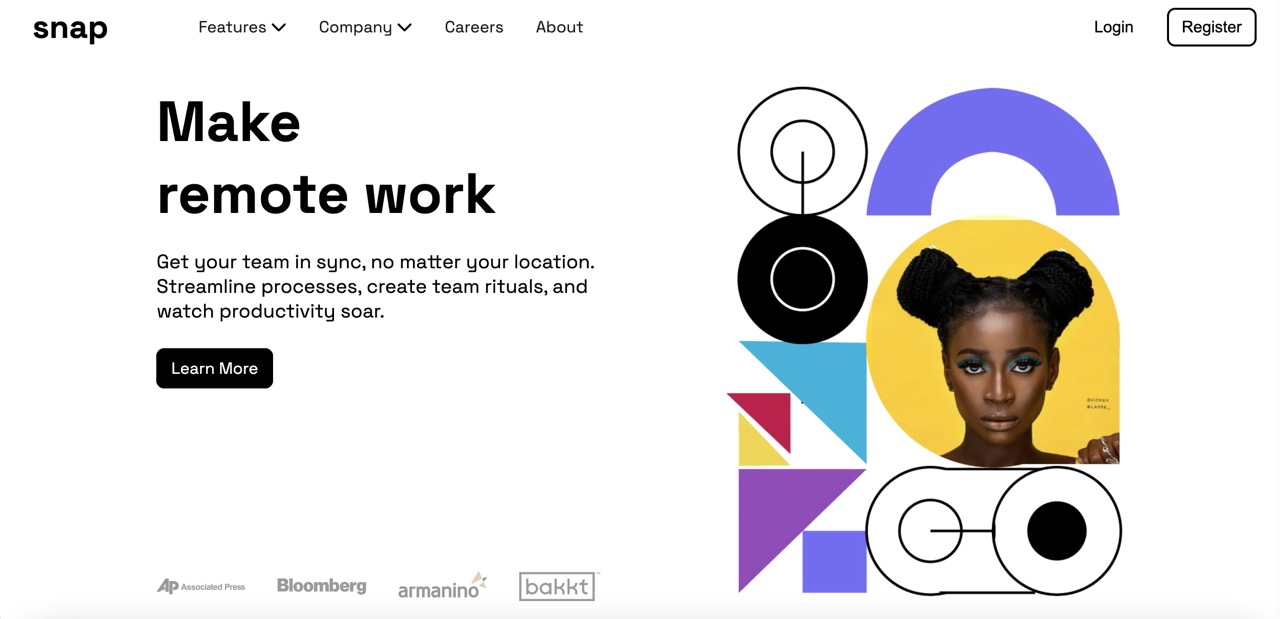 snap
Features
Company
Careers
About
Login
Register
Make
remote work
Get your team in sync, no matter your location.
Streamline processes, create team rituals, and
watch productivity soar.
Learn More
AP Associated Press
Bloomberg
armanino
bakkt